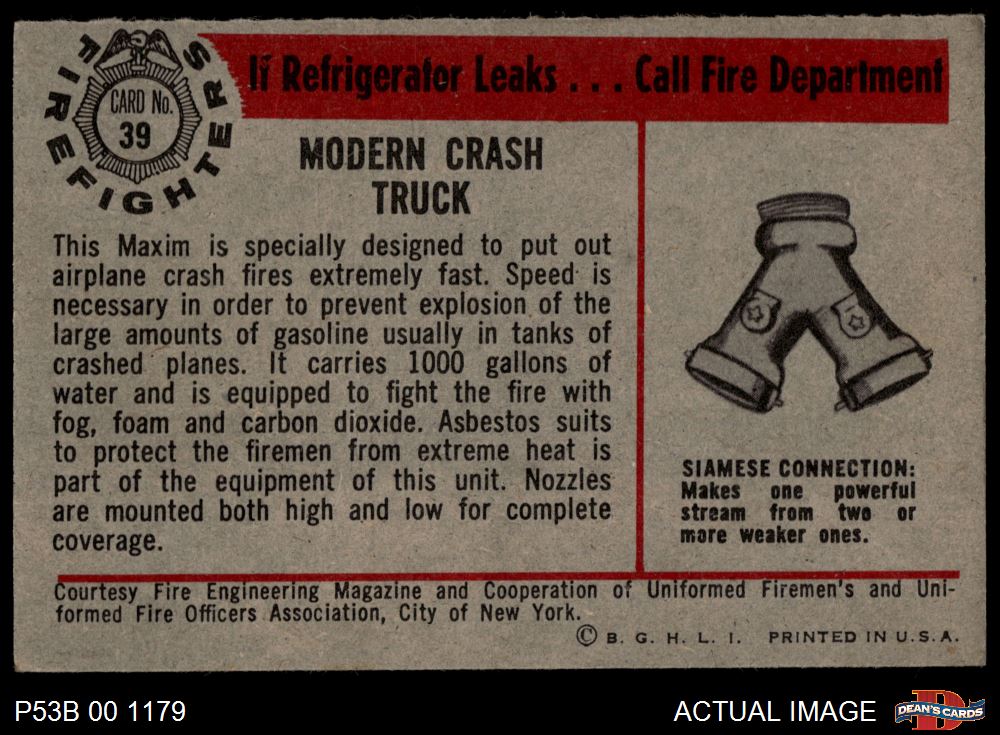 FIREFIGHTERS
CARD No.
39
If Refrigerator Leaks . . . Call Fire Department
MODERN CRASH
TRUCK
This Maxim is specially designed to put out
airplane crash fires extremely fast. Speed is
necessary in order to prevent explosion of the
large amounts of gasoline usually in tanks of
crashed planes. It carries 1000 gallons of
water and is equipped to fight the fire with
fog, foam and carbon dioxide. Asbestos suits
to protect the firemen from extreme heat is
part of the equipment of this unit. Nozzles
are mounted both high and low for complete
coverage.
SIAMESE CONNECTION:
Makes one powerful
stream from two or
more weaker ones.
Courtesy Fire Engineering Magazine and Cooperation of Uniformed Firemen's and Uni-
formed Fire Officers Association, City of New York.
© B. G. H. L. I. PRINTED IN U.S.A.
P53B 00 1179
ACTUAL IMAGE
D
DEAN'S CARDS